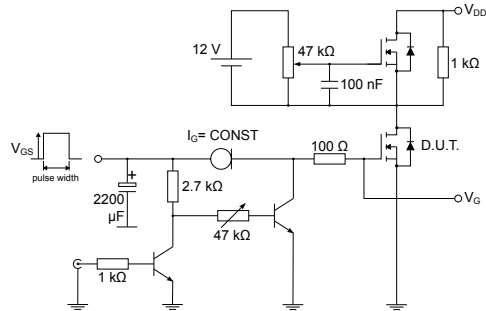 V_DD
12 V
47 kΩ
1 kΩ
100 nF
I_G= CONST
100 Ω
D.U.T.
V_GS
pulse width
+
2200
μF
2.7 kΩ
47 kΩ
V_G
1 kΩ